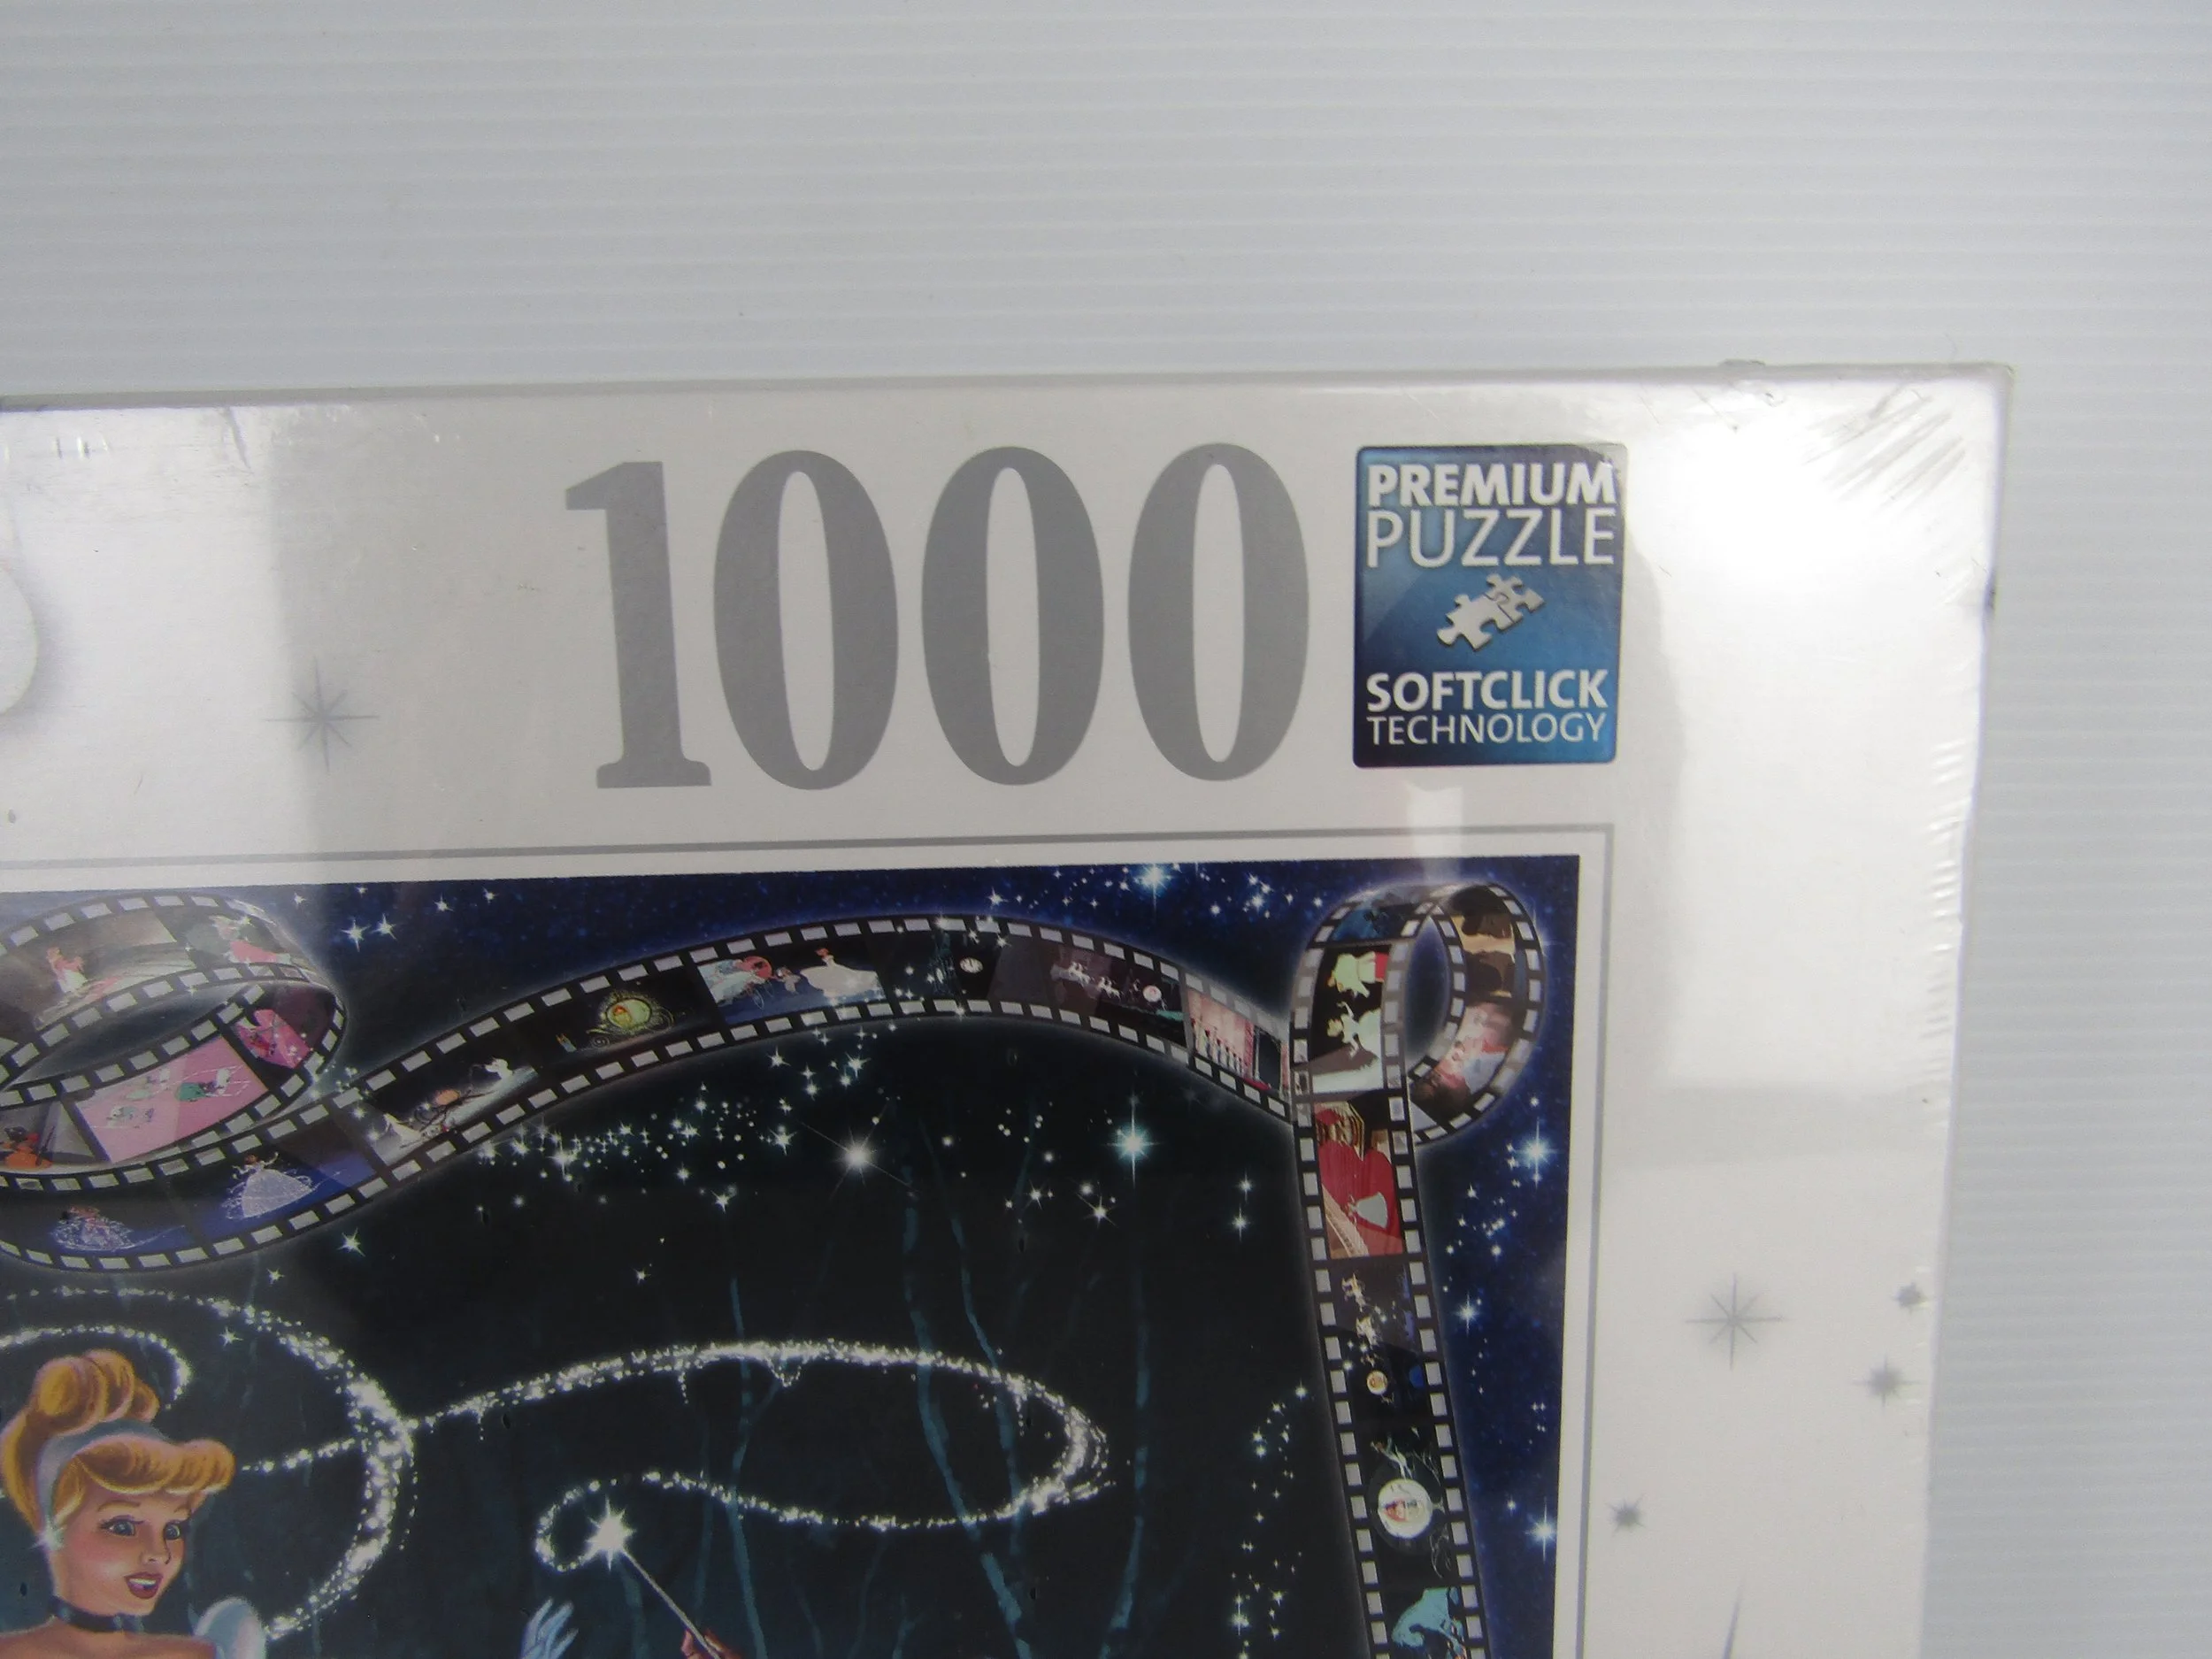 1000
PREMIUM
PUZZLE
SOFTCLICK
TECHNOLOGY